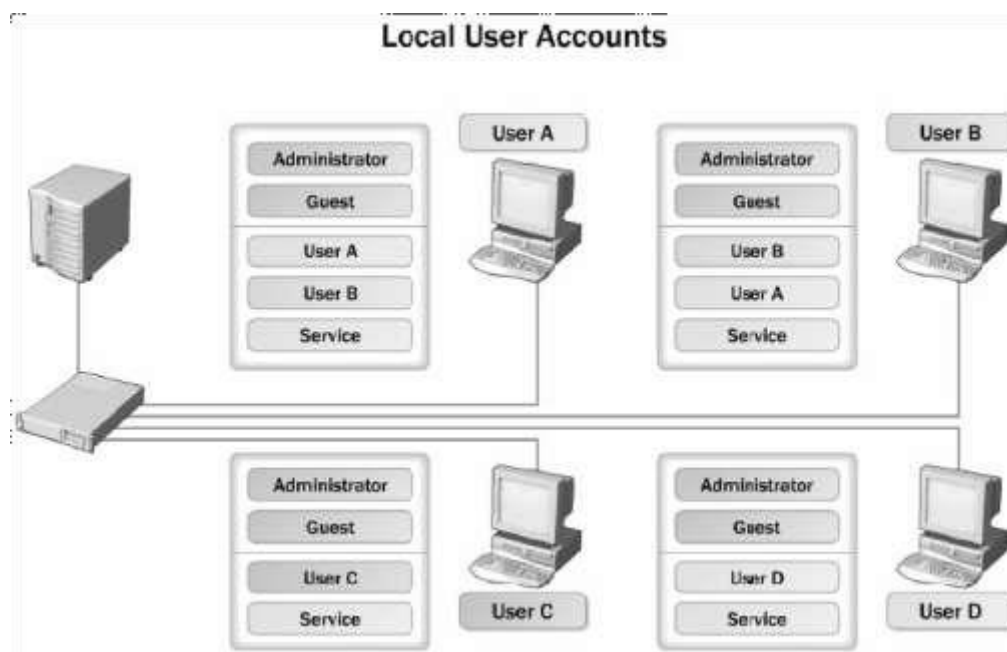 Local User Accounts
User A
Administrator
Guest
User A
User B
Service
User B
Administrator
Guest
User B
User A
Service
Administrator
Guest
User C
Service
User C
Administrator
Guest
User D
Service
User D